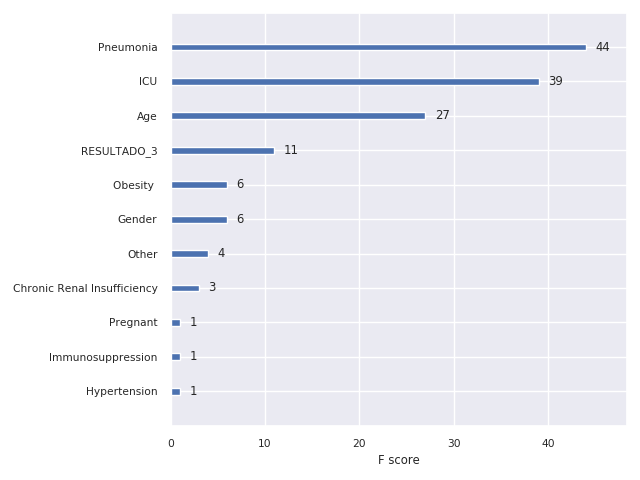 Pneumonia 44
ICU 39
Age 27
RESULTADO_3 11
Obesity 6
Gender 6
Other 4
Chronic Renal Insufficiency 3
Pregnant 1
Immunosuppression 1
Hypertension 1
0 10 20 30 40
F score